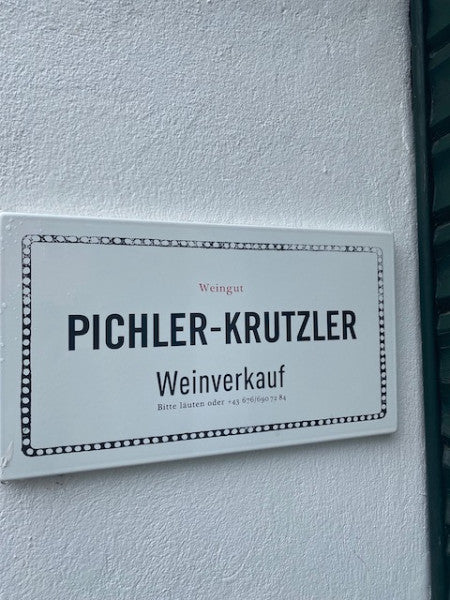 Weingut
PICHLER-KRUTZLER
Weinverkauf
Bitte läuten oder +43 676/690 72 84